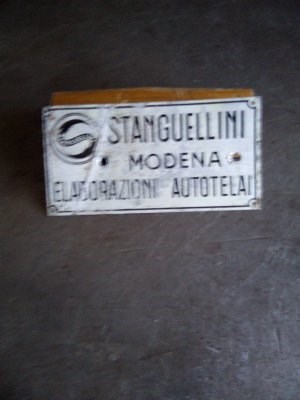 STANGUELLINI
MODENA
ELABORAZIONI AUTOTELAI